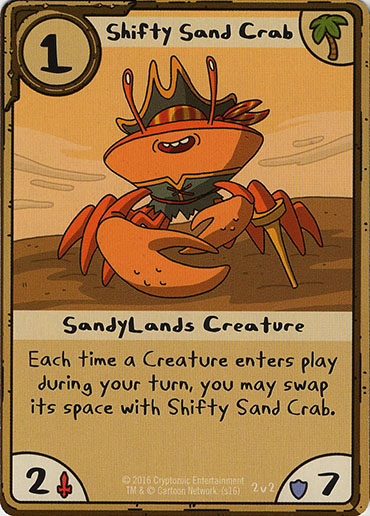 1
Shifty Sand Crab
SandyLands Creature
Each time a Creature enters play
during your turn, you may swap
its space with Shifty Sand Crab.
2
© 2016 Cryptozoic Entertainment
TM & © Cartoon Network. (s16)
2v2
7